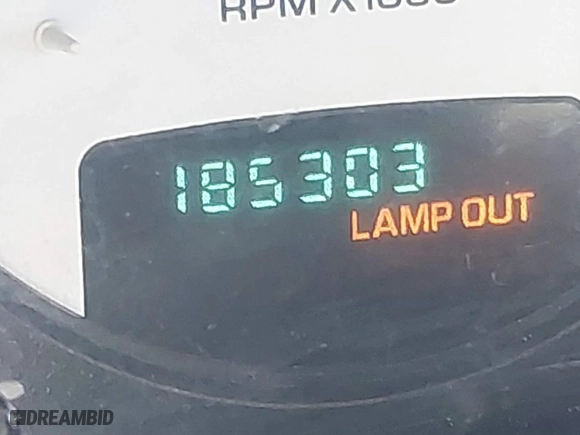 RPM X1000
185303
LAMP OUT
DREAMBID